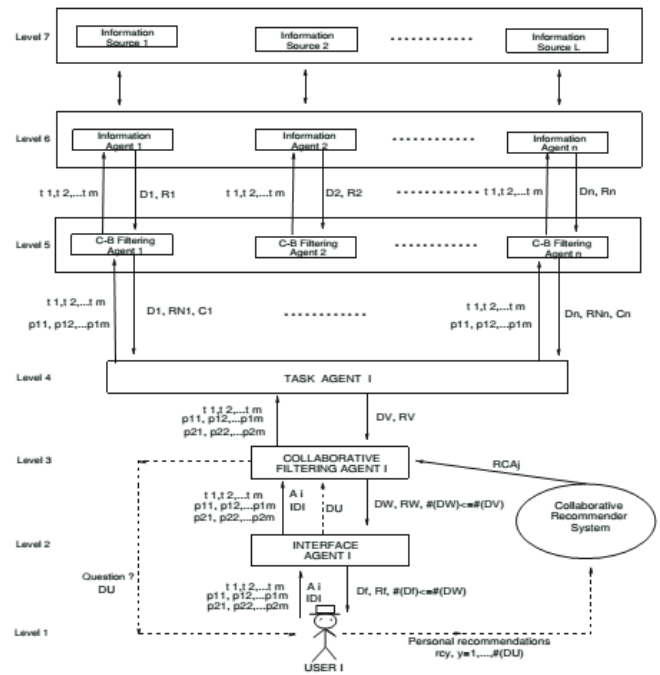 Level 7
Information
Source 1
Information
Source 2
Information
Source L
Level 6
Information
Agent 1
Information
Agent 2
Information
Agent n
t 1,t 2,...t m
D1, R1
t 1,t 2,...t m
D2, R2
t 1,t 2,...t m
Dn, Rn
Level 5
C-B Filtering
Agent 1
C-B Filtering
Agent 2
C-B Filtering
Agent n
t 1,t 2,...t m
p11, p12,...p1m
D1, RN1, C1
t 1,t 2,...t m
p11, p12,...p1m
Dn, RNn, Cn
Level 4
TASK AGENT I
t 1,t 2,...t m
p11, p12,...p1m
p21, p22,...p2m
DV, RV
Level 3
COLLABORATIVE
FILTERING AGENT I
RCAj
t 1,t 2,...t m
p11, p12,...p1m
p21, p22,...p2m
A i
IDI
DU
DW, RW, #(DW)<=#(DV)
Collaborative
Recommender
System
Level 2
INTERFACE
AGENT I
Question ?
DU
t 1,t 2,...t m
p11, p12,...p1m
p21, p22,...p2m
A i
IDI
Df, Rf, #(Df)<=#(DW)
Level 1
Personal recommendations
rcy, y=1,...,#(DU)
USER I